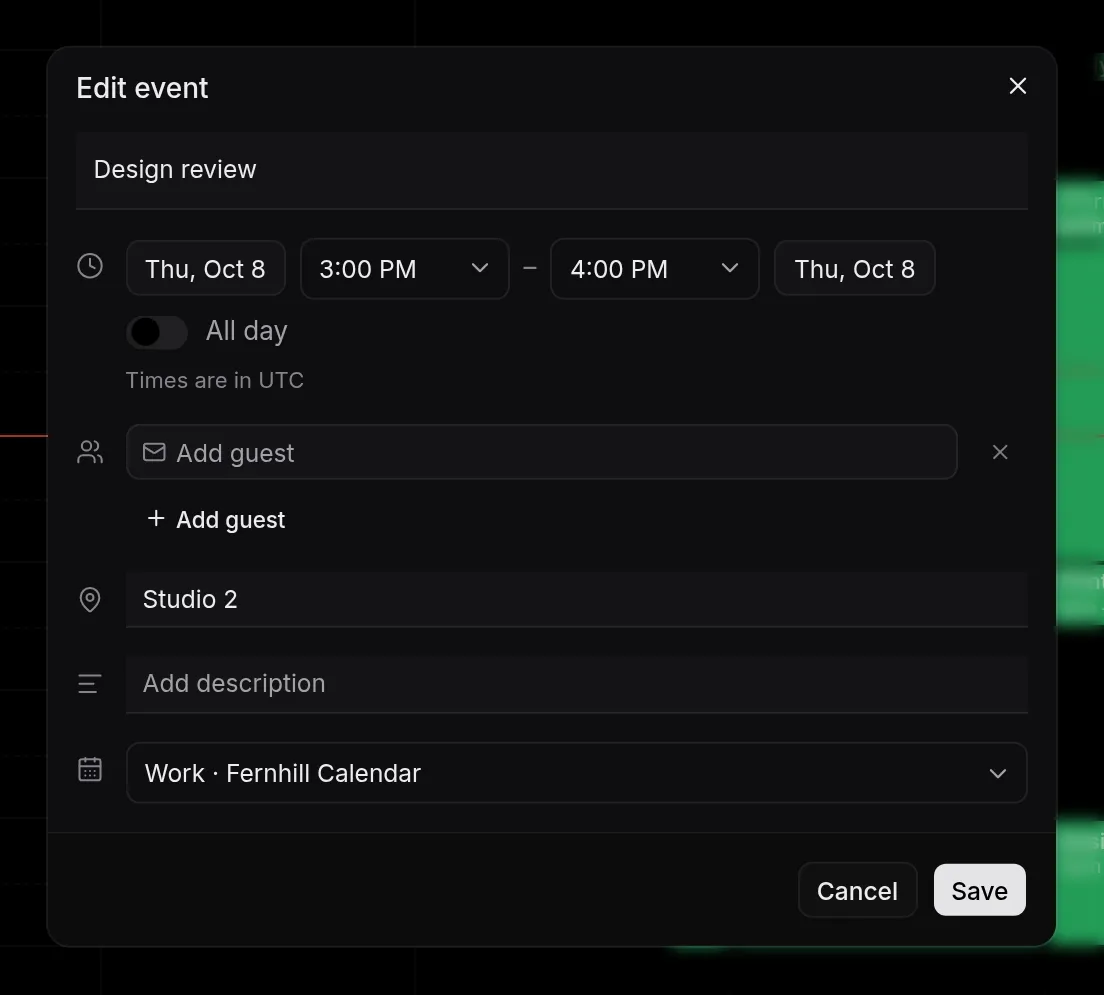 Edit event
Design review
Thu, Oct 8 3:00 PM – 4:00 PM Thu, Oct 8
All day
Times are in UTC
Add guest
Add guest
Studio 2
Add description
Work · Fernhill Calendar
Cancel Save